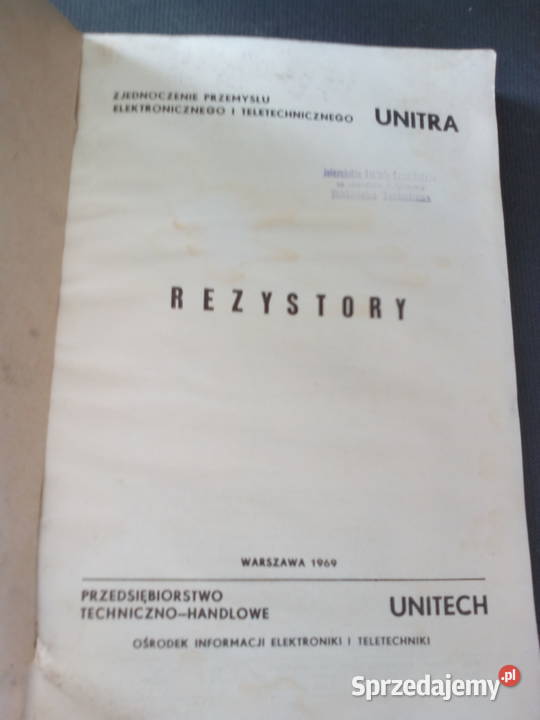 ZJEDNOCZENIE PRZEMYSŁU
ELEKTRONICZNEGO I TELETECHNICZNEGO
UNITRA
REZYSTORY
WARSZAWA 1969
PRZEDSIĘBIORSTWO
TECHNICZNO—HANDLOWE
UNITECH
OŚRODEK INFORMACJI ELEKTRONIKI I TELETECHNIKI
Sprzedajemy.pl